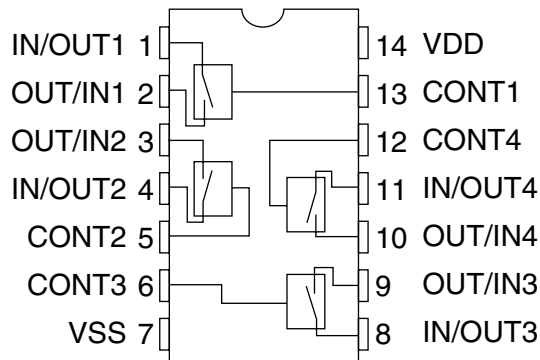 IN/OUT1 1 14 VDD
OUT/IN1 2 13 CONT1
OUT/IN2 3 12 CONT4
IN/OUT2 4 11 IN/OUT4
CONT2 5 10 OUT/IN4
CONT3 6 9 OUT/IN3
VSS 7 8 IN/OUT3